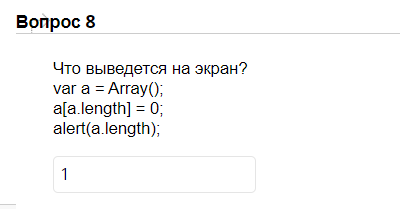 Вопрос 8
Что выведется на экран?
var a = Array();
a[a.length] = 0;
alert(a.length);
1